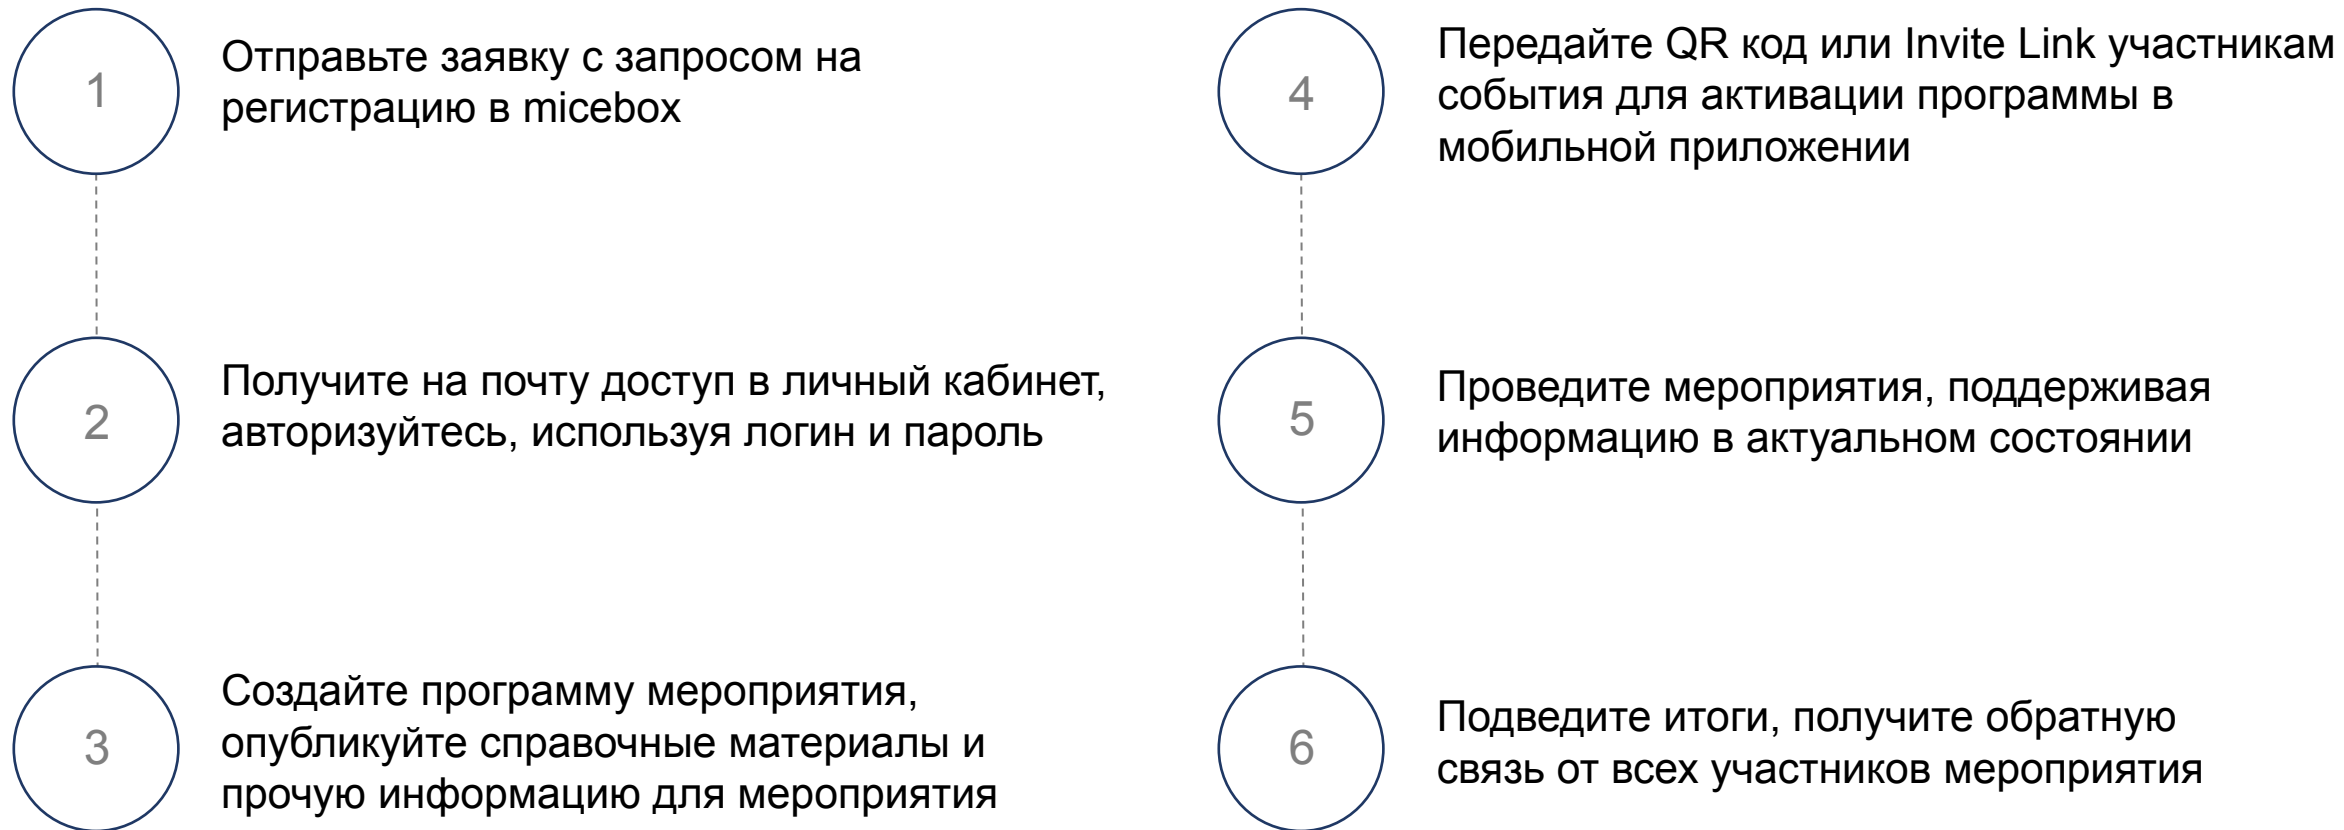 1
Отправьте заявку с запросом на
регистрацию в micebox
2
Получите на почту доступ в личный кабинет,
авторизуйтесь, используя логин и пароль
3
Создайте программу мероприятия,
опубликуйте справочные материалы и
прочую информацию для мероприятия
4
Передайте QR код или Invite Link участникам
события для активации программы в
мобильной приложении
5
Проведите мероприятия, поддерживая
информацию в актуальном состоянии
6
Подведите итоги, получите обратную
связь от всех участников мероприятия